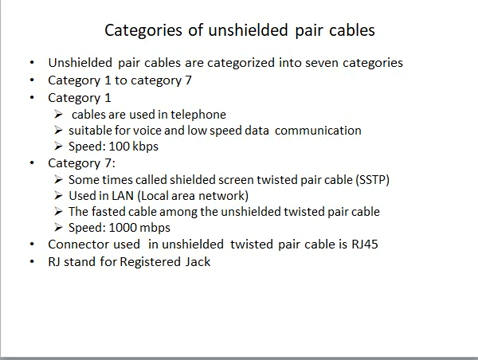 Categories of unshielded pair cables
• Unshielded pair cables are categorized into seven categories
• Category 1 to category 7
• Category 1
➢ cables are used in telephone
➢ suitable for voice and low speed data communication
➢ Speed: 100 kbps
• Category 7:
➢ Some times called shielded screen twisted pair cable (SSTP)
➢ Used in LAN (Local area network)
➢ The fasted cable among the unshielded twisted pair cable
➢ Speed: 1000 mbps
• Connector used in unshielded twisted pair cable is RJ45
• RJ stand for Registered Jack